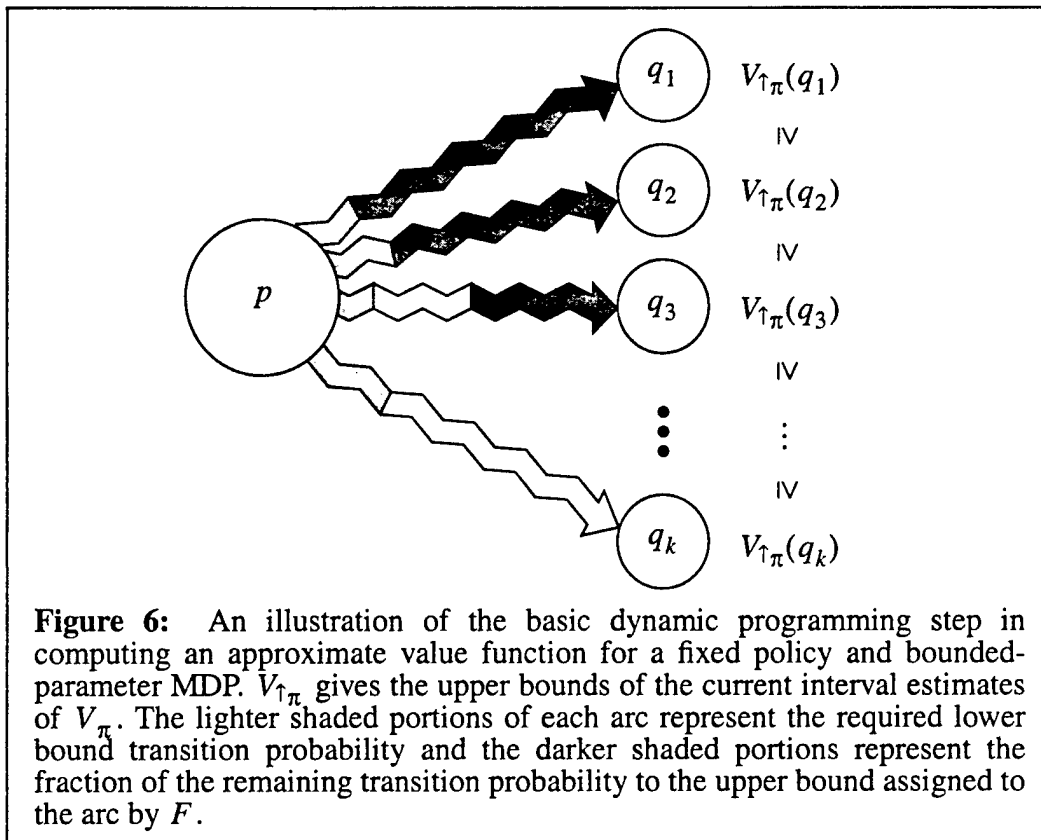 q₁ V↑π(q₁)
≥
q₂ V↑π(q₂)
≥
p q₃ V↑π(q₃)
≥
⋮ ⋮
≥
qₖ V↑π(qₖ)
Figure 6: An illustration of the basic dynamic programming step in
computing an approximate value function for a fixed policy and bounded-
parameter MDP. V↑π gives the upper bounds of the current interval estimates
of Vπ. The lighter shaded portions of each arc represent the required lower
bound transition probability and the darker shaded portions represent the
fraction of the remaining transition probability to the upper bound assigned to
the arc by F.